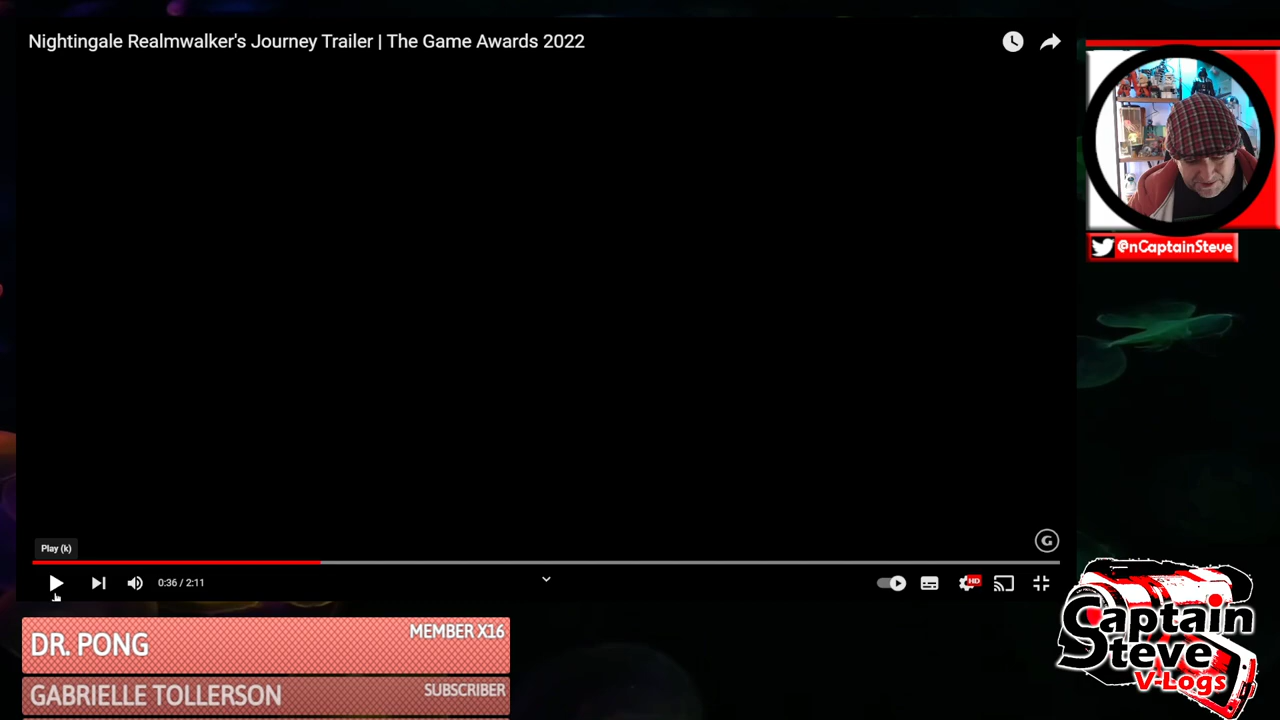 Nightingale Realmwalker's Journey Trailer | The Game Awards 2022
@nCaptainSteve
Play (k)
G
0:36 / 2:11
HD
DR. PONG
MEMBER X16
GABRIELLE TOLLERSON
SUBSCRIBER
Captain
Steve
V-Logs